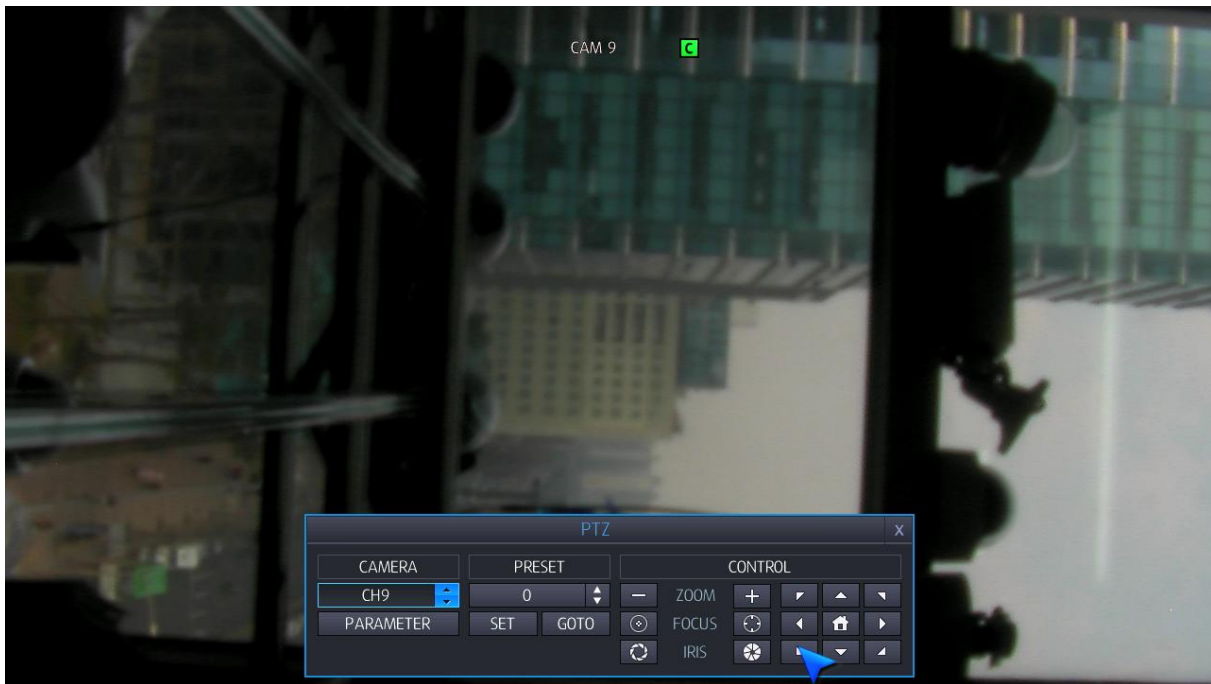 CAM 9 C
PTZ X
CAMERA PRESET CONTROL
CH9 0 ZOOM
PARAMETER SET GOTO FOCUS
IRIS